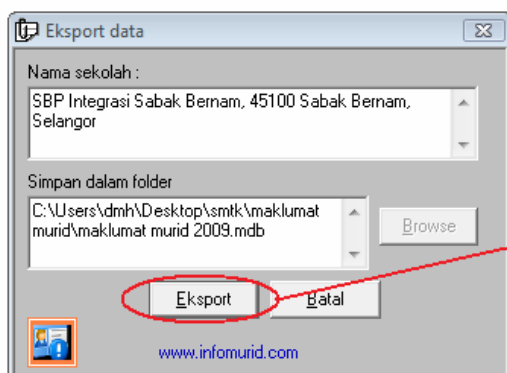 Eksport data
Nama sekolah :
SBP Integrasi Sabak Bernam, 45100 Sabak Bernam,
Selangor
Simpan dalam folder
C:\Users\dmh\Desktop\smtk\maklumat
murid\maklumat murid 2009.mdb
Browse
Eksport Batal
www.infomurid.com